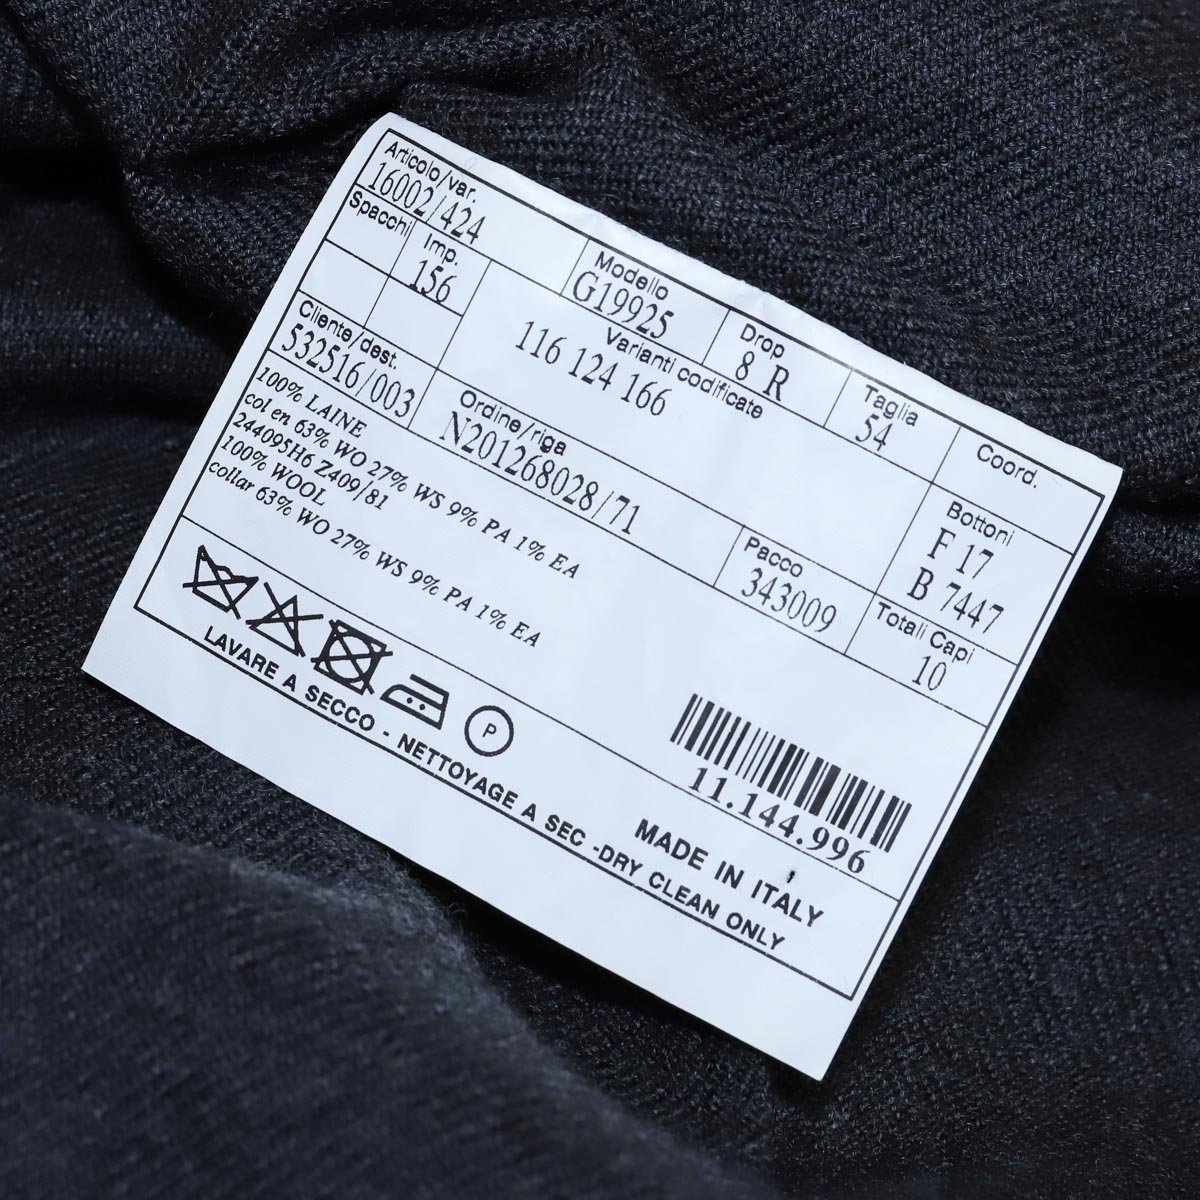 Articolo/var.
16002/424
Modello
G19925
Drop
8 R
Taglia
54
Coord.
Spacchi
Imp.
156
Varianti codificate
116 124 166
Bottoni
F 17
B 7447
Cliente/dest.
532516/003
Ordine/riga
N201268028/71
Pacco
343009
Totali Capi
10
100% LAINE
col en 63% WO 27% WS 9% PA 1% EA
244095H6 Z409/81
100% WOOL
collar 63% WO 27% WS 9% PA 1% EA
P
11.144.996
MADE IN ITALY
LAVARE A SECCO - NETTOYAGE A SEC -DRY CLEAN ONLY